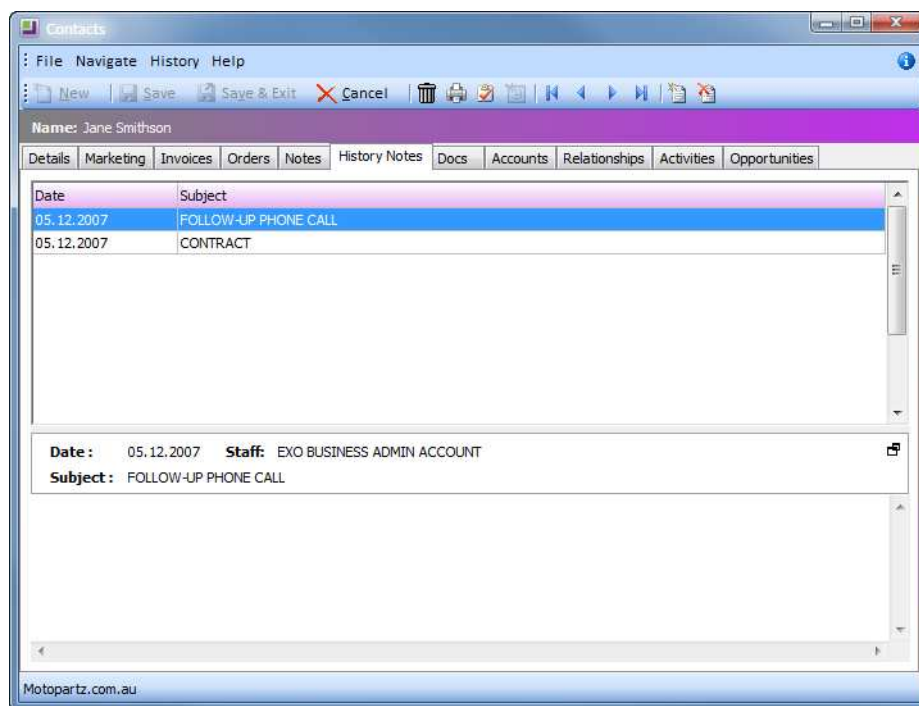 Contacts
File Navigate History Help
New Save Save & Exit Cancel
Name: Jane Smithson
Details Marketing Invoices Orders Notes History Notes Docs Accounts Relationships Activities Opportunities
Date Subject
05.12.2007 FOLLOW-UP PHONE CALL
05.12.2007 CONTRACT
Date : 05.12.2007 Staff: EXO BUSINESS ADMIN ACCOUNT
Subject : FOLLOW-UP PHONE CALL
Motopartz.com.au